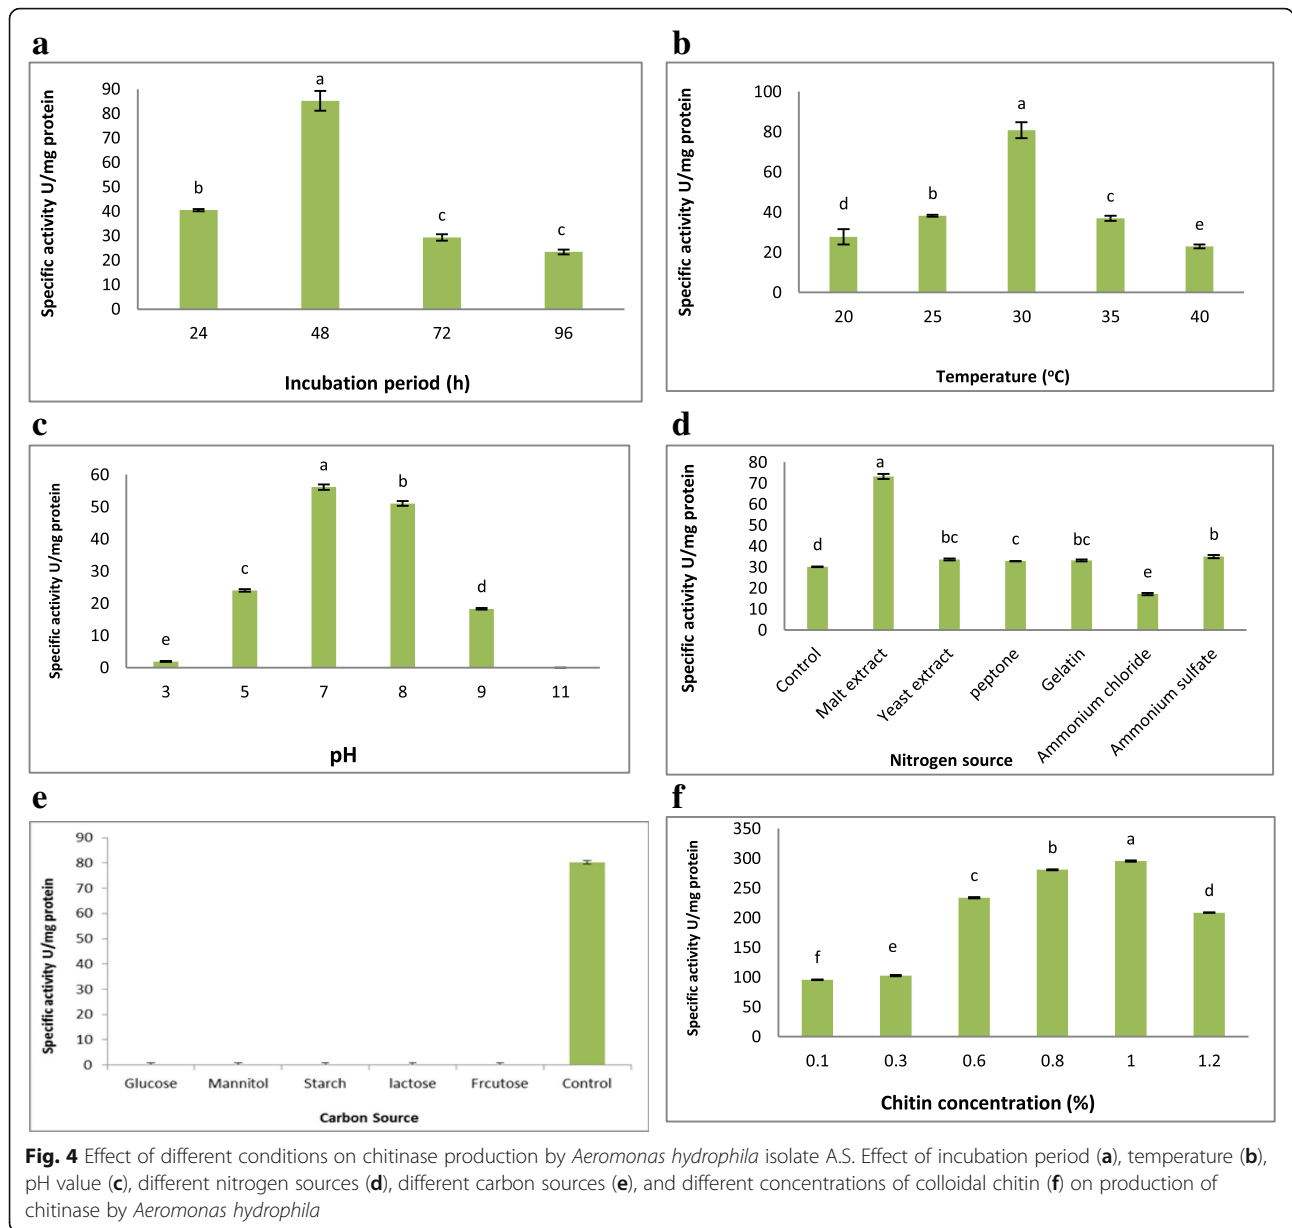 a
Specific activity U/mg protein
90
80
70
60
50
40
30
20
10
0
b
a
c
c
24 48 72 96
Incubation period (h)
b
Specific activity U/mg protein
100
80
60
40
20
0
d
b
a
c
e
20 25 30 35 40
Temperature (°C)
c
Specific activity U/mg protein
60
50
40
30
20
10
0
e
c
a
b
d
3 5 7 8 9 11
pH
d
Specific activity U/mg protein
80
70
60
50
40
30
20
10
0
d
a
bc
c
bc
e
b
Control
Malt extract
Yeast extract
peptone
Gelatin
Ammonium chloride
Ammonium sulfate
Nitrogen source
e
Specific activity U/mg protein
90
80
70
60
50
40
30
20
10
0
Glucose Mannitol Starch lactose Frcutose Control
Carbon Source
f
Specific activity U/mg protein
350
300
250
200
150
100
50
0
f
e
c
b
a
d
0.1 0.3 0.6 0.8 1 1.2
Chitin concentration (%)
Fig. 4 Effect of different conditions on chitinase production by Aeromonas hydrophila isolate A.S. Effect of incubation period (a), temperature (b),
pH value (c), different nitrogen sources (d), different carbon sources (e), and different concentrations of colloidal chitin (f) on production of
chitinase by Aeromonas hydrophila